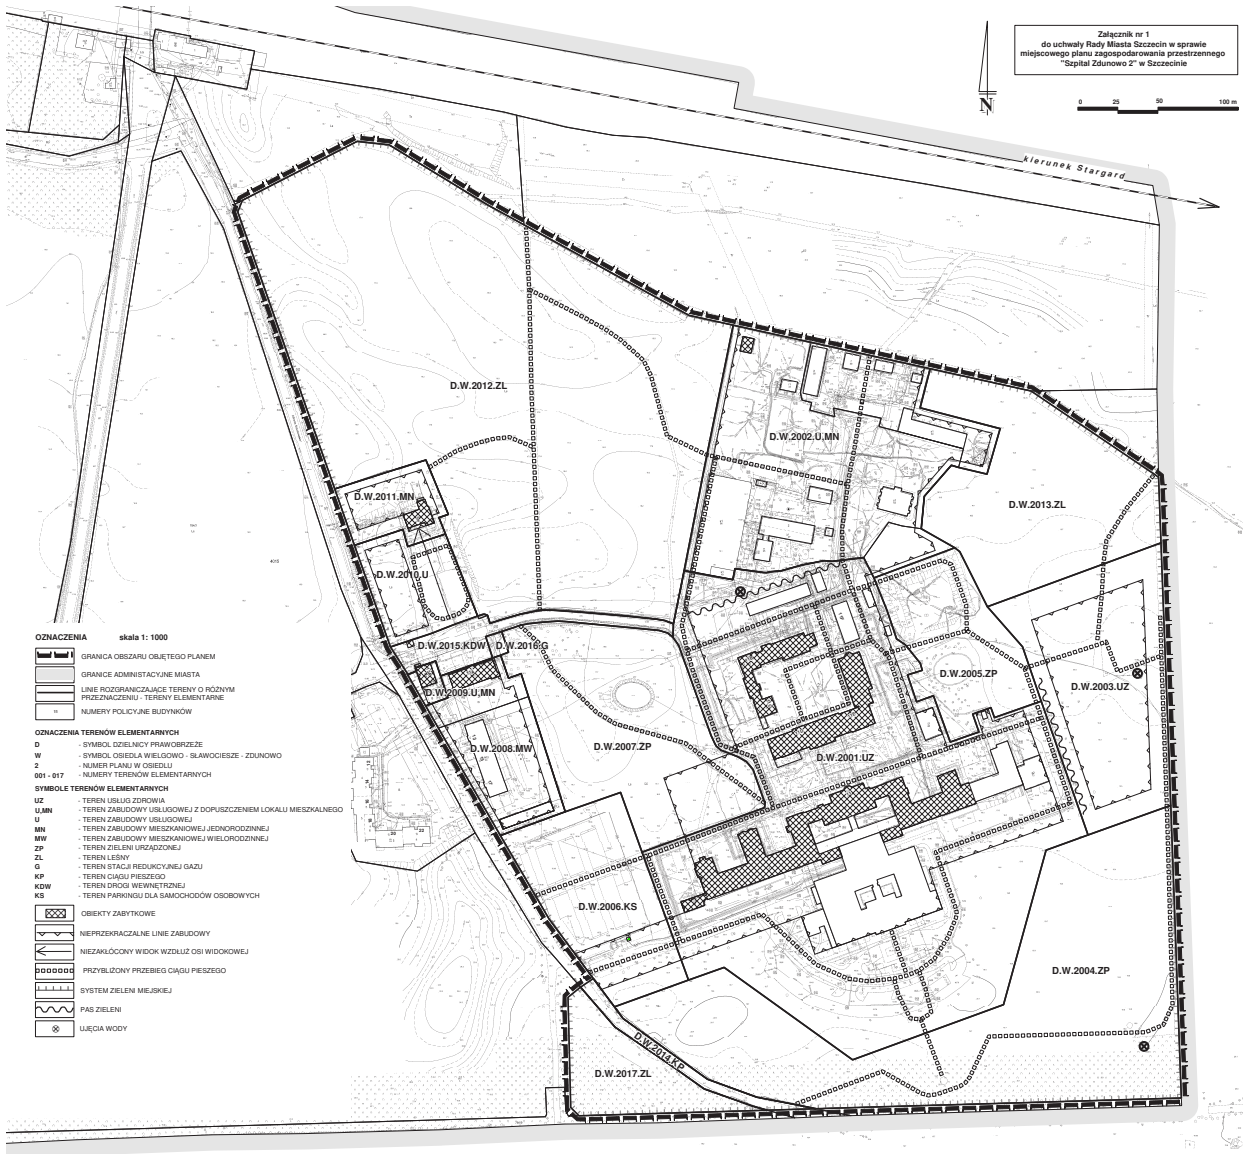 Załącznik nr 1
do uchwały Rady Miasta Szczecin w sprawie
miejscowego planu zagospodarowania przestrzennego
"Szpital Zdunowo 2" w Szczecinie
N
0 25 50 100 m
kierunek Stargard
D.W.2012.ZL
D.W.2002.U,MN
D.W.2011.MN
D.W.2013.ZL
D.W.2010.U
D.W.2015.KDW
D.W.2016.G
D.W.2005.ZP
D.W.2009.U,MN
D.W.2003.UZ
D.W.2008.MW
D.W.2007.ZP
D.W.2001.UZ
D.W.2006.KS
D.W.2004.ZP
D.W.2014.KP
D.W.2017.ZL
OZNACZENIA skala 1: 1000
GRANICA OBSZARU OBJĘTEGO PLANEM
GRANICE ADMINISTACYJNE MIASTA
LINIE ROZGRANICZAJĄCE TERENY O RÓŻNYM
PRZEZNACZENIU - TERENY ELEMENTARNE
NUMERY POLICYJNE BUDYNKÓW
OZNACZENIA TERENÓW ELEMENTARNYCH
D - SYMBOL DZIELNICY PRAWOBRZEŻE
W - SYMBOL OSIEDLA WIELGOWO - SŁAWOCIESZE - ZDUNOWO
2 - NUMER PLANU W OSIEDLU
001 - 017 - NUMERY TERENÓW ELEMENTARNYCH
SYMBOLE TERENÓW ELEMENTARNYCH
UZ - TEREN USŁUG ZDROWIA
U,MN - TEREN ZABUDOWY USŁUGOWEJ Z DOPUSZCZENIEM LOKALU MIESZKALNEGO
U - TEREN ZABUDOWY USŁUGOWEJ
MN - TEREN ZABUDOWY MIESZKANIOWEJ JEDNORODZINNEJ
MW - TEREN ZABUDOWY MIESZKANIOWEJ WIELORODZINNEJ
ZP - TEREN ZIELENI URZĄDZONEJ
ZL - TEREN LEŚNY
G - TEREN STACJI REDUKCYJNEJ GAZU
KP - TEREN CIĄGU PIESZEGO
KDW - TEREN DROGI WEWNĘTRZNEJ
KS - TEREN PARKINGU DLA SAMOCHODÓW OSOBOWYCH
OBIEKTY ZABYTKOWE
NIEPRZEKRACZALNE LINIE ZABUDOWY
NIEZAKŁÓCONY WIDOK WZDŁUŻ OSI WIDOKOWEJ
PRZYBLIŻONY PRZEBIEG CIĄGU PIESZEGO
SYSTEM ZIELENI MIEJSKIEJ
PAS ZIELENI
UJĘCIA WODY